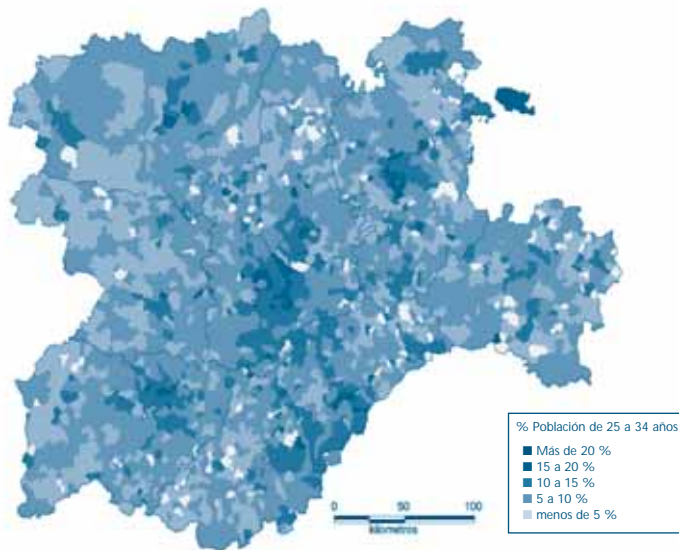 % Población de 25 a 34 años
Más de 20 %
15 a 20 %
10 a 15 %
5 a 10 %
menos de 5 %
0 50 100
kilómetros